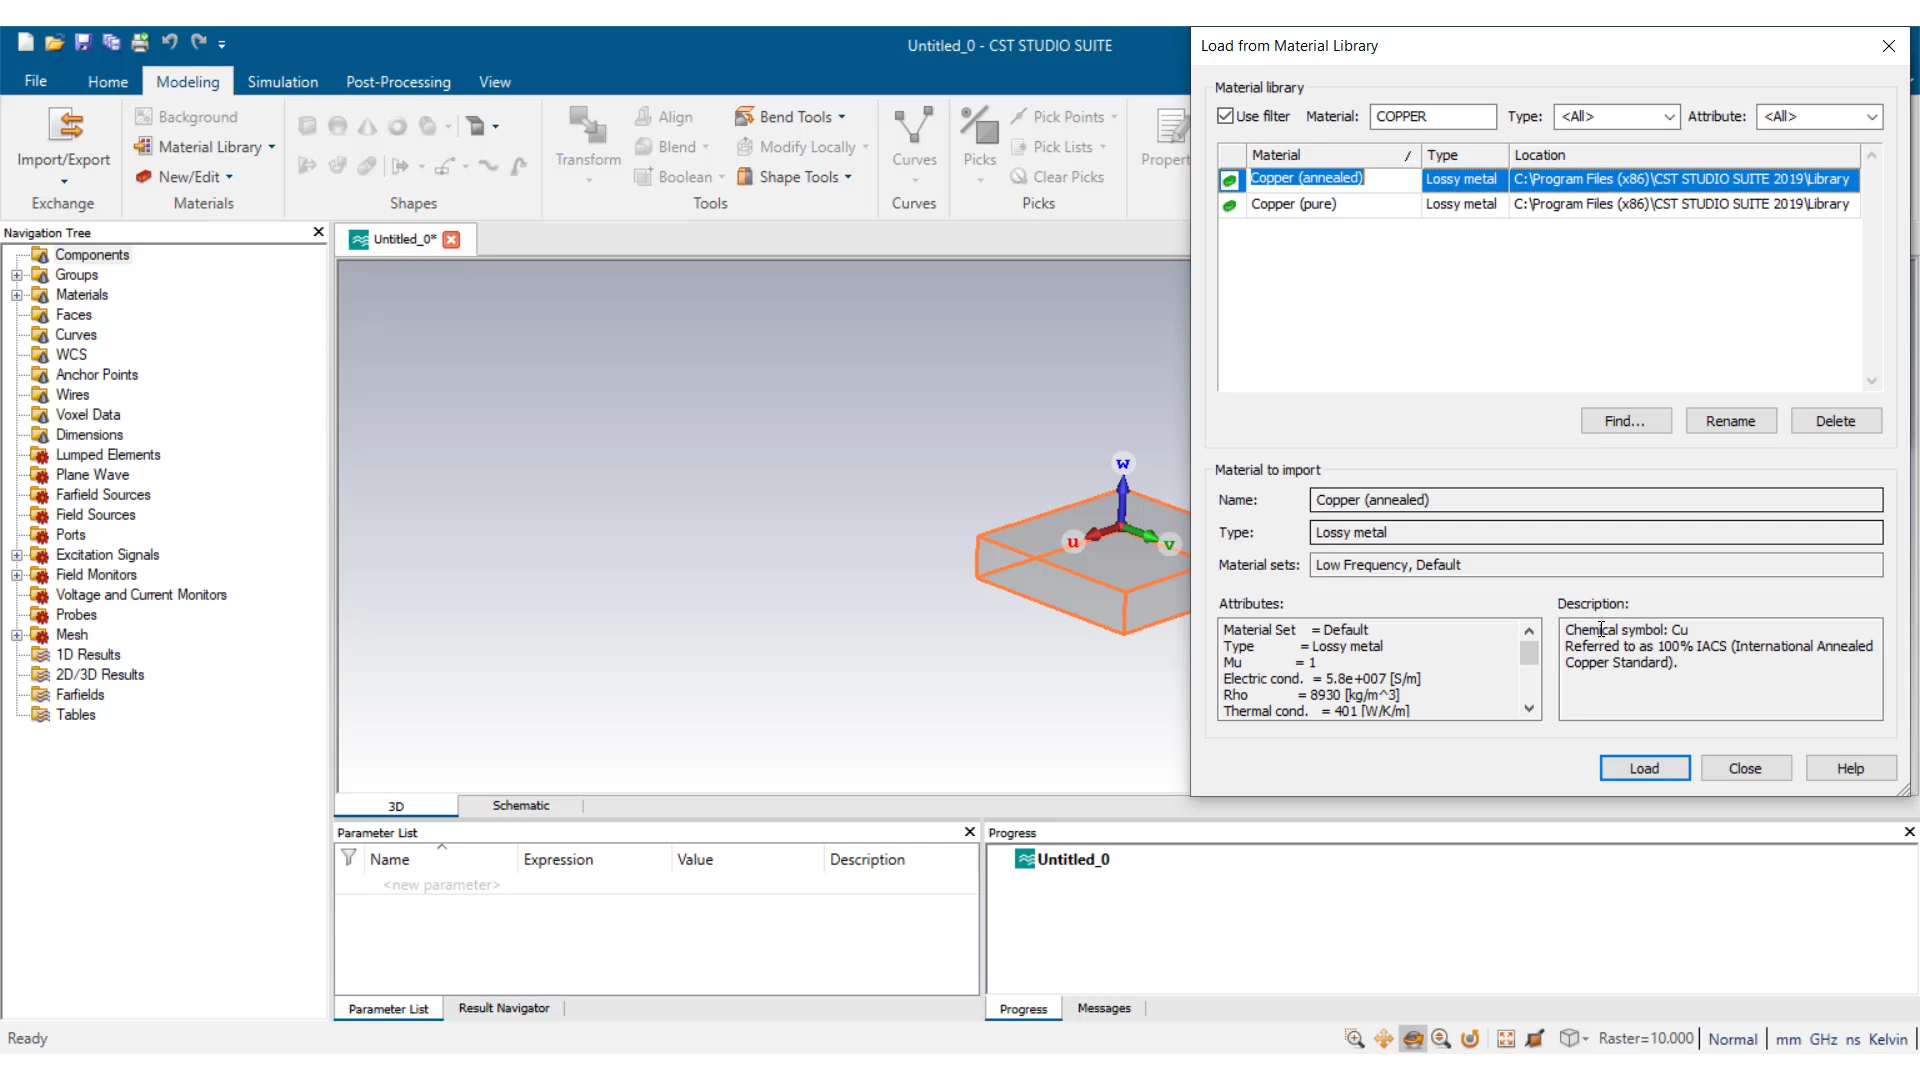 Untitled_0 - CST STUDIO SUITE
File Home Modeling Simulation Post-Processing View
Import/Export
Exchange
Background
Material Library
New/Edit
Materials
Shapes
Transform
Align
Blend
Boolean
Bend Tools
Modify Locally
Shape Tools
Tools
Curves
Curves
Picks
Pick Points
Pick Lists
Clear Picks
Picks
Propert
Navigation Tree
Components
Groups
Materials
Faces
Curves
WCS
Anchor Points
Wires
Voxel Data
Dimensions
Lumped Elements
Plane Wave
Farfield Sources
Field Sources
Ports
Excitation Signals
Field Monitors
Voltage and Current Monitors
Probes
Mesh
1D Results
2D/3D Results
Farfields
Tables
Untitled_0*
w
u
v
3D Schematic
Parameter List
Name Expression Value Description
<new parameter>
Parameter List Result Navigator
Progress
Untitled_0
Progress Messages
Load from Material Library
Material library
Use filter Material: COPPER Type: <All> Attribute: <All>
Material / Type Location
Copper (annealed) Lossy metal C:\Program Files (x86)\CST STUDIO SUITE 2019\Library
Copper (pure) Lossy metal C:\Program Files (x86)\CST STUDIO SUITE 2019\Library
Find... Rename Delete
Material to import
Name: Copper (annealed)
Type: Lossy metal
Material sets: Low Frequency, Default
Attributes:
Material Set = Default
Type = Lossy metal
Mu = 1
Electric cond. = 5.8e+007 [S/m]
Rho = 8930 [kg/m^3]
Thermal cond. = 401 [W/K/m]
Description:
Chemical symbol: Cu
Referred to as 100% IACS (International Annealed
Copper Standard).
Load Close Help
Ready
Raster=10.000 Normal mm GHz ns Kelvin